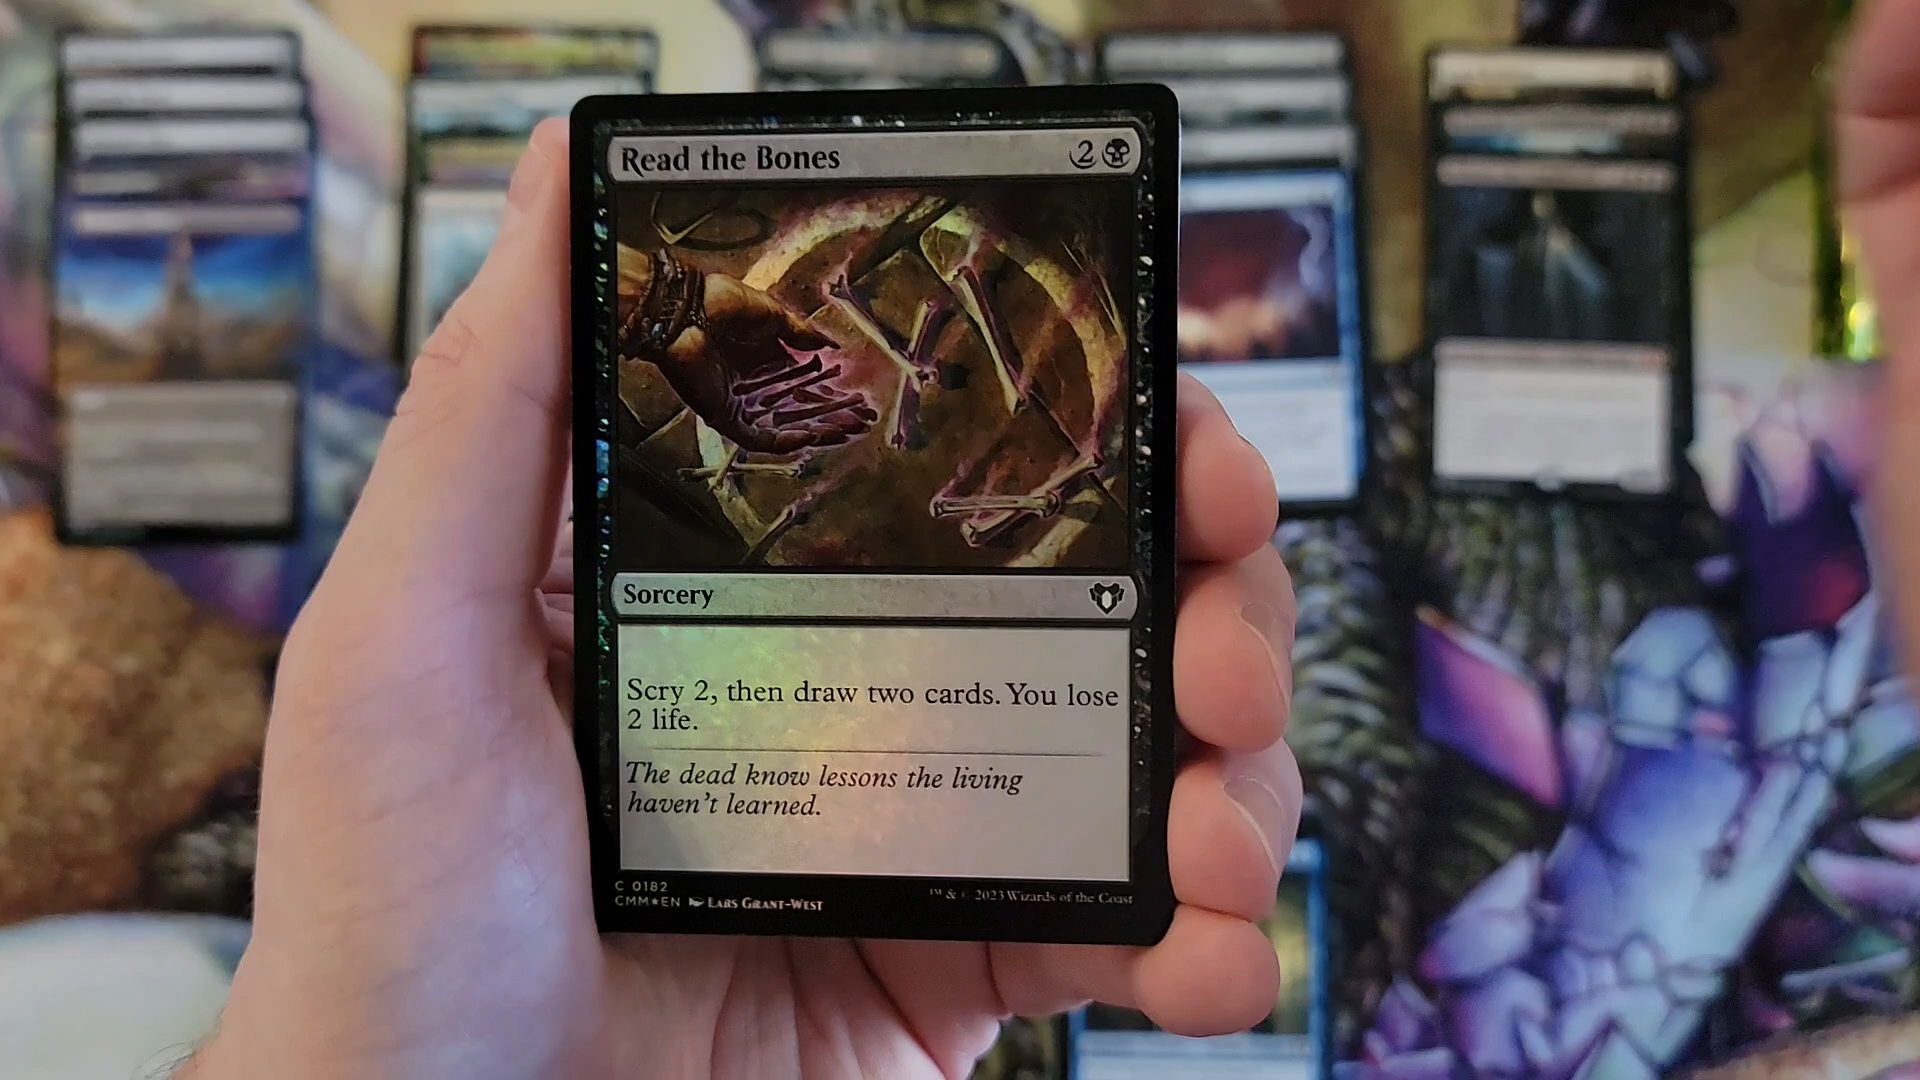 Read the Bones 2
Sorcery
Scry 2, then draw two cards. You lose
2 life.
The dead know lessons the living
haven't learned.
C 0182
CMM★EN Lars Grant-West
™ & © 2023 Wizards of the Coast